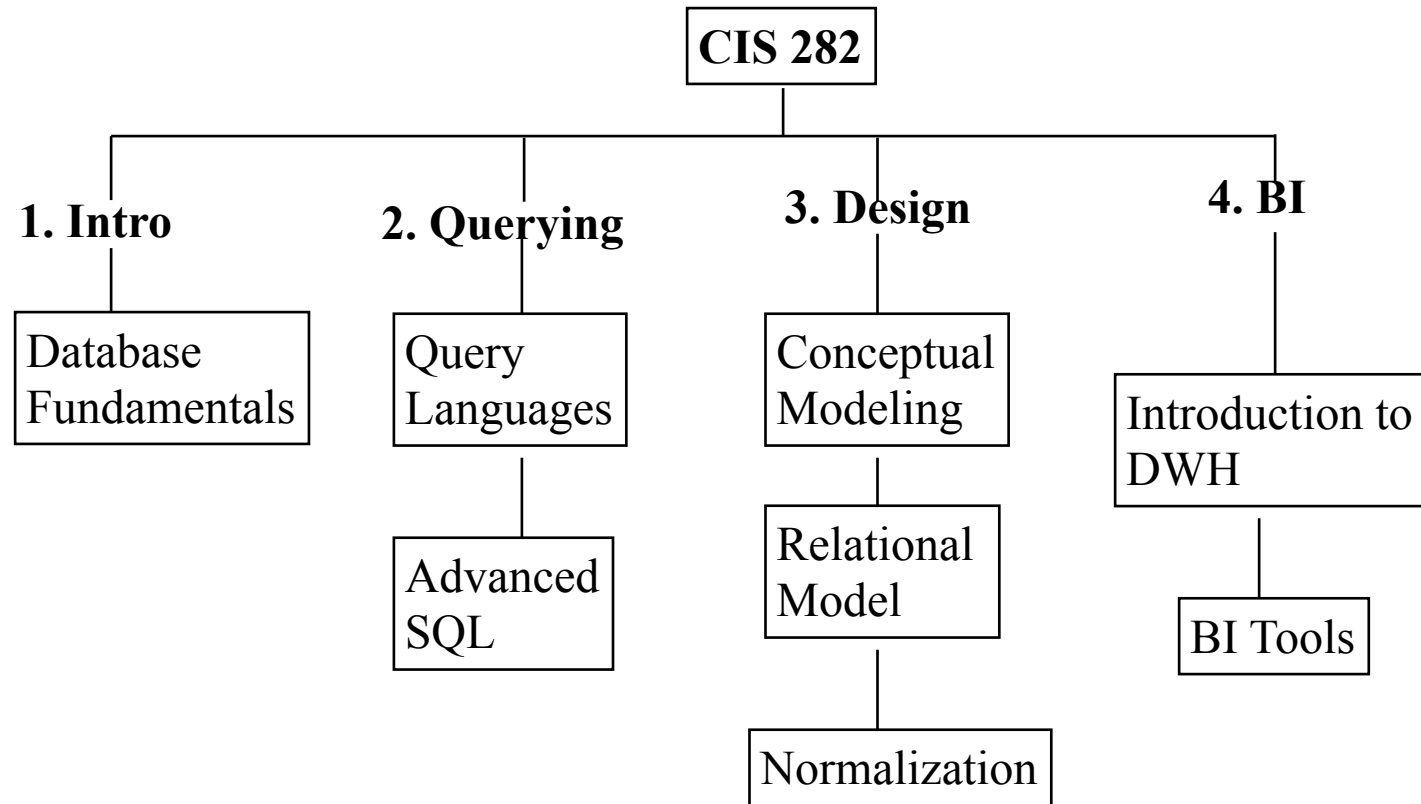 CIS 282
1. Intro
2. Querying
3. Design
4. BI
Database
Fundamentals
Query
Languages
Conceptual
Modeling
Introduction to
DWH
Advanced
SQL
Relational
Model
BI Tools
Normalization